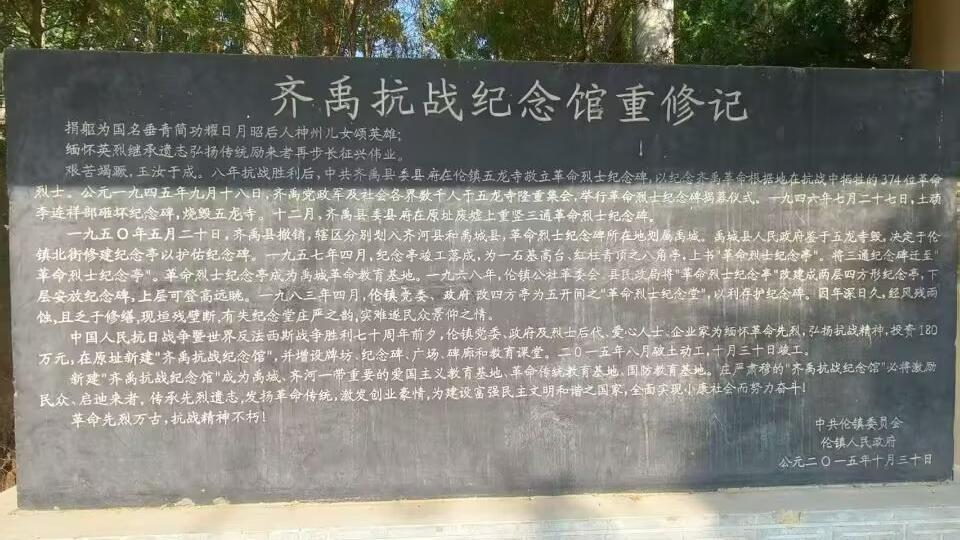 齐禹抗战纪念馆重修记
捐躯为国名垂青简功耀日月昭后人神州儿女颂英雄；
缅怀英烈继承遗志弘扬传统励来者再步长征兴伟业。
艰苦竭蹶，玉汝于成。八年抗战胜利后，中共齐禹县委县府在伦镇五龙寺敬立革命烈士纪念碑，以纪念齐禹革命根据地在抗战中牺牲的374位革命
烈士。公元一九四五年九月十八日，齐禹党政军及社会各界数千人于五龙寺隆重集会，举行革命烈士纪念碑揭幕仪式。一九四六年七月二十七日，土顽
李连祥部砸坏纪念碑，烧毁五龙寺。十二月，齐禹县委县府在原址废墟上重竖三通革命烈士纪念碑。
一九五〇年五月二十日，齐禹县撤销，辖区分别划入齐河县和禹城县，革命烈士纪念碑所在地划属禹城。禹城县人民政府鉴于五龙寺毁，决定于伦
镇北街修建纪念亭以护佑纪念碑。一九五七年四月，纪念亭竣工落成，为一石基高台、红柱青顶之八角亭，上书“革命烈士纪念亭”。将三通纪念碑迁至“
革命烈士纪念亭”。革命烈士纪念亭成为禹城革命教育基地。一九六八年，伦镇公社革委会、县民政局将“革命烈士纪念亭”改建成两层四方形纪念亭，下
层安放纪念碑，上层可登高远眺。一九八三年四月，伦镇党委、政府 改四方亭为五开间之“革命烈士纪念堂”，以利存护纪念碑。因年深日久，经风残雨
蚀，且乏于修缮，现垣残壁断，有失纪念堂庄严之韵，实难遂民众景仰之情。
中国人民抗日战争暨世界反法西斯战争胜利七十周年前夕，伦镇党委、政府及烈士后代、爱心人士、企业家为缅怀革命先烈，弘扬抗战精神，投资180
万元，在原址新建“齐禹抗战纪念馆”，并增设牌坊、纪念碑、广场、碑廊和教育课堂。二〇一五年八月破土动工，十月三十日竣工。
新建“齐禹抗战纪念馆”成为禹城、齐河一带重要的爱国主义教育基地、革命传统教育基地、国防教育基地。庄严肃穆的“齐禹抗战纪念馆”必将激励
民众、启迪来者，传承先烈遗志，发扬革命传统，激发创业豪情，为建设富强民主文明和谐之国家，全面实现小康社会而努力奋斗！
革命先烈万古，抗战精神不朽！
中共伦镇委员会
伦镇人民政府
公元二〇一五年十月三十日